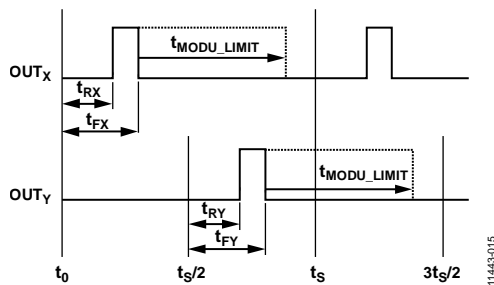 tMODU_LIMIT
OUTX
tRX
tFX
tMODU_LIMIT
OUTY
tRY
tFY
t0
tS/2
tS
3tS/2
11443-015